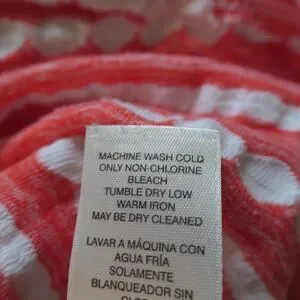 MACHINE WASH COLD
ONLY NON-CHLORINE
BLEACH
TUMBLE DRY LOW
WARM IRON
MAY BE DRY CLEANED
LAVAR A MÁQUINA CON
AGUA FRÍA
SOLAMENTE
BLANQUEADOR SIN